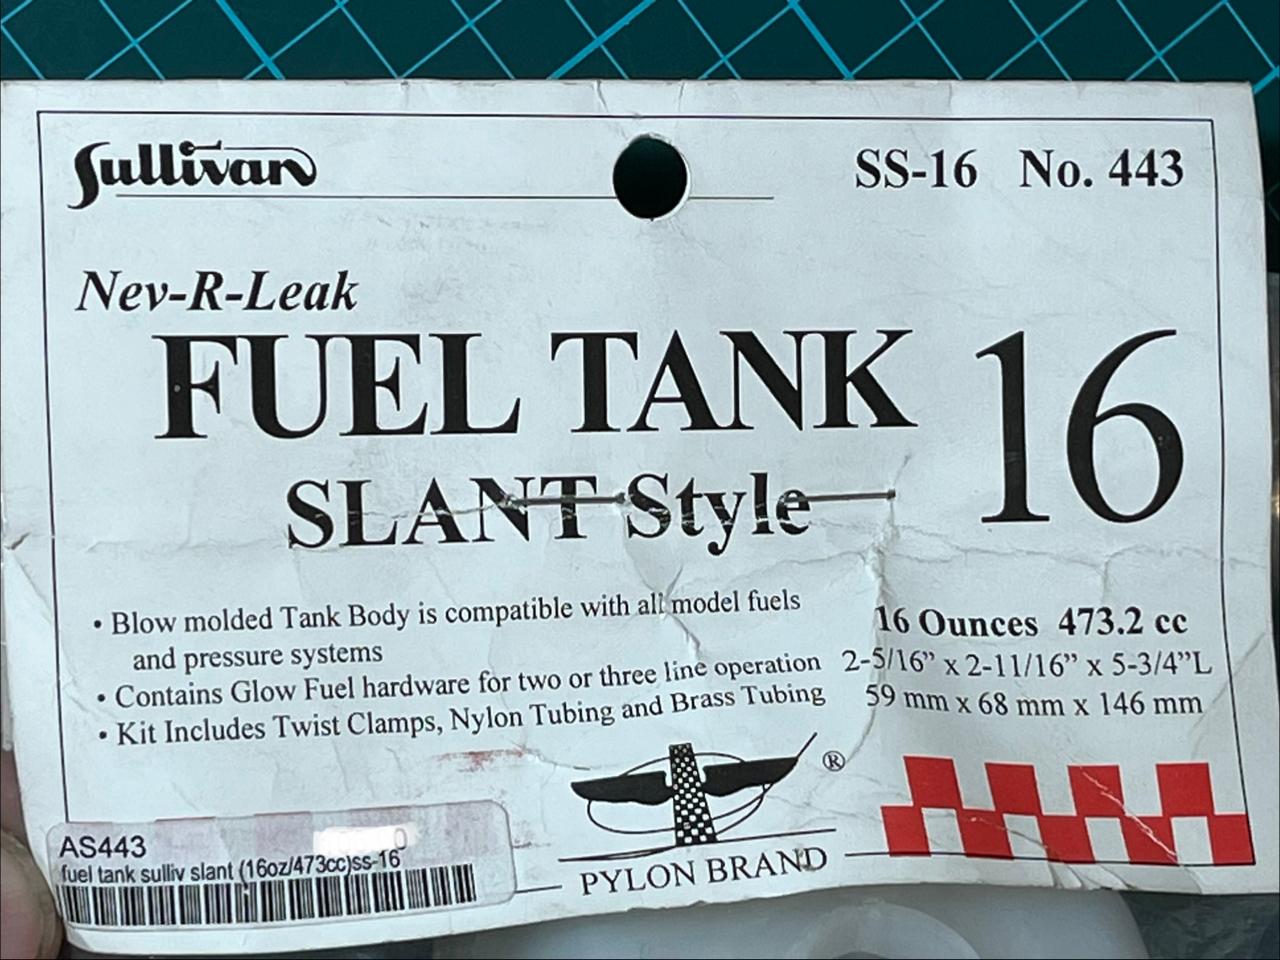 Sullivan
SS-16 No. 443
Nev-R-Leak
FUEL TANK 16
SLANT Style
• Blow molded Tank Body is compatible with all model fuels
and pressure systems
• Contains Glow Fuel hardware for two or three line operation
• Kit Includes Twist Clamps, Nylon Tubing and Brass Tubing
16 Ounces 473.2 cc
2-5/16” x 2-11/16” x 5-3/4”L
59 mm x 68 mm x 146 mm
®
PYLON BRAND
AS443
fuel tank sulliv slant (16oz/473cc)ss-16